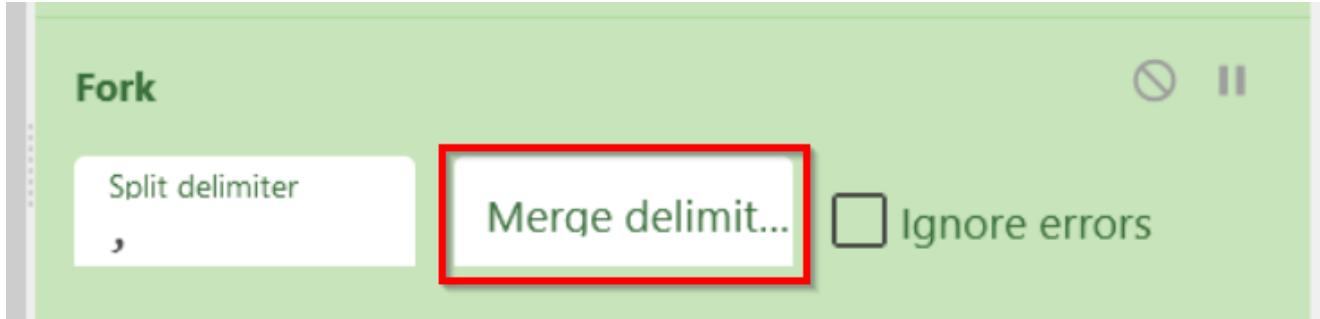 Fork
Split delimiter
,
Merge delimit...
Ignore errors